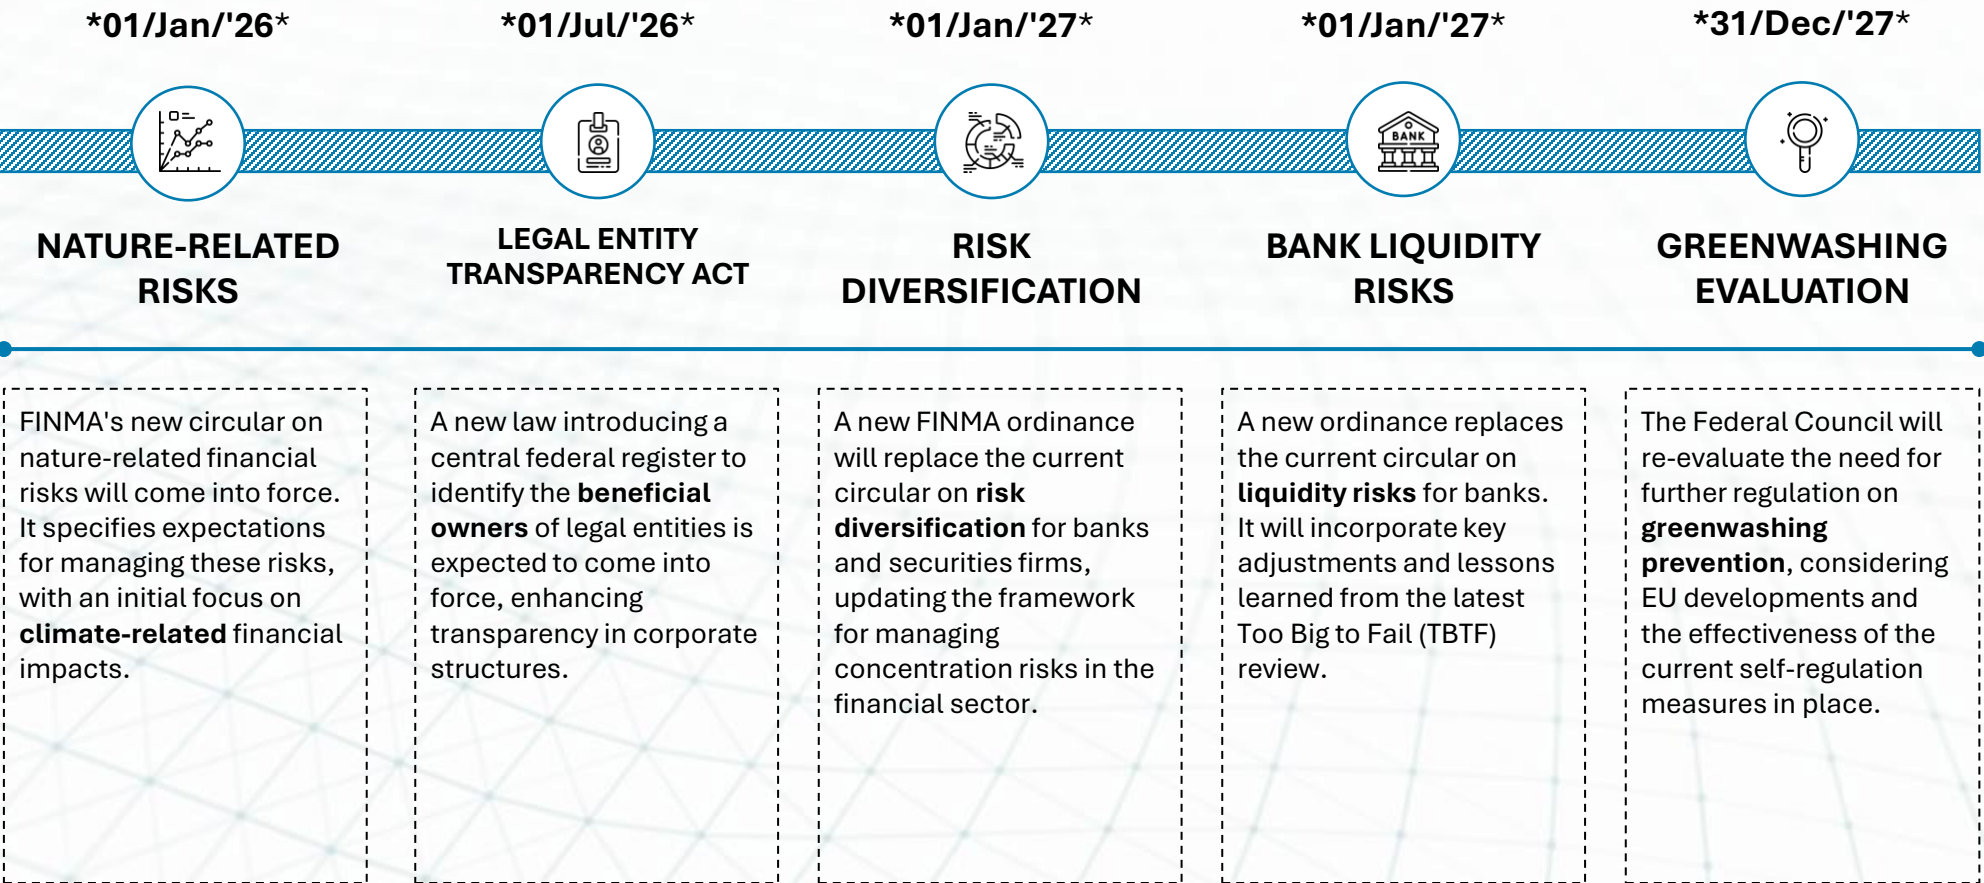 *01/Jan/'26*
*01/Jul/'26*
*01/Jan/'27*
*01/Jan/'27*
*31/Dec/'27*
BANK
NATURE-RELATED
RISKS
LEGAL ENTITY
TRANSPARENCY ACT
RISK
DIVERSIFICATION
BANK LIQUIDITY
RISKS
GREENWASHING
EVALUATION
FINMA's new circular on
nature-related financial
risks will come into force.
It specifies expectations
for managing these risks,
with an initial focus on
climate-related financial
impacts.
A new law introducing a
central federal register to
identify the beneficial
owners of legal entities is
expected to come into
force, enhancing
transparency in corporate
structures.
A new FINMA ordinance
will replace the current
circular on risk
diversification for banks
and securities firms,
updating the framework
for managing
concentration risks in the
financial sector.
A new ordinance replaces
the current circular on
liquidity risks for banks.
It will incorporate key
adjustments and lessons
learned from the latest
Too Big to Fail (TBTF)
review.
The Federal Council will
re-evaluate the need for
further regulation on
greenwashing
prevention, considering
EU developments and
the effectiveness of the
current self-regulation
measures in place.